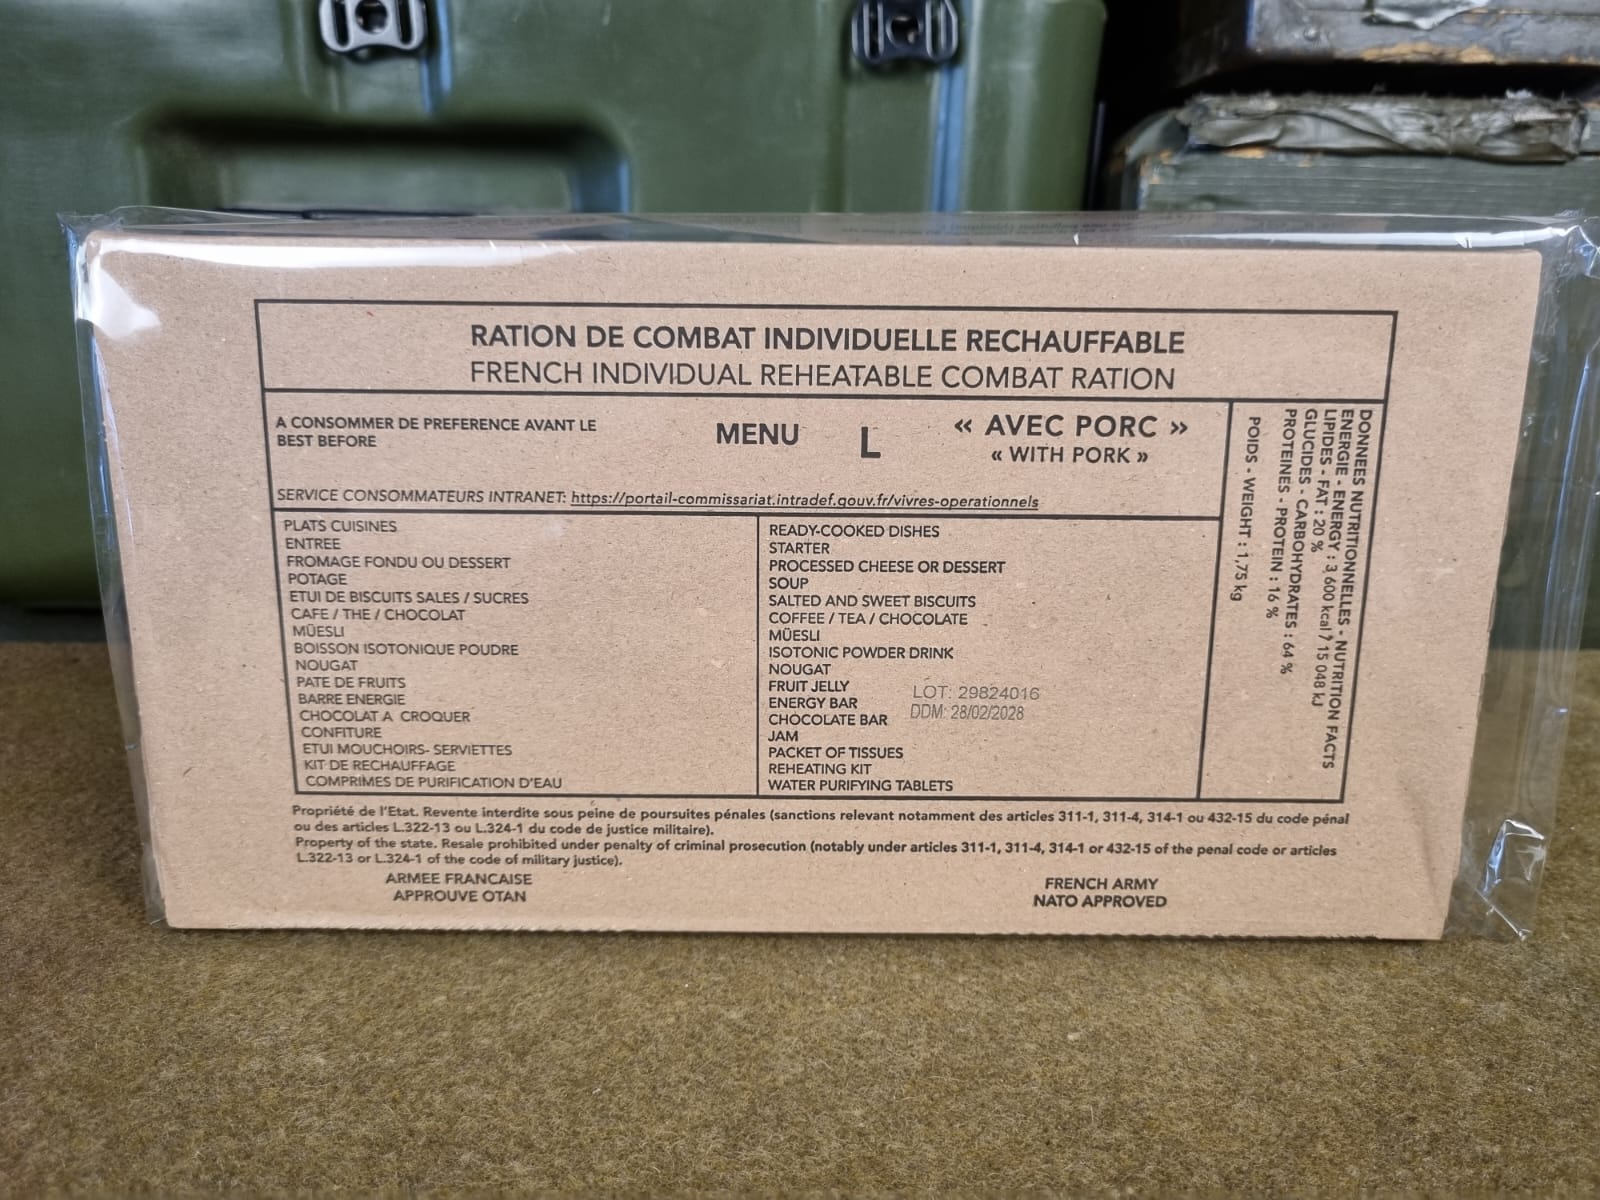 RATION DE COMBAT INDIVIDUELLE RECHAUFFABLE
FRENCH INDIVIDUAL REHEATABLE COMBAT RATION
A CONSOMMER DE PREFERENCE AVANT LE
BEST BEFORE
MENU L
« AVEC PORC »
« WITH PORK »
SERVICE CONSOMMATEURS INTRANET: https://portail-commissariat.intradef.gouv.fr/vivres-operationnels
PLATS CUISINES
ENTREE
FROMAGE FONDU OU DESSERT
POTAGE
ETUI DE BISCUITS SALES / SUCRES
CAFE / THE / CHOCOLAT
MÜESLI
BOISSON ISOTONIQUE POUDRE
NOUGAT
PATE DE FRUITS
BARRE ENERGIE
CHOCOLAT A CROQUER
CONFITURE
ETUI MOUCHOIRS- SERVIETTES
KIT DE RECHAUFFAGE
COMPRIMES DE PURIFICATION D'EAU
READY-COOKED DISHES
STARTER
PROCESSED CHEESE OR DESSERT
SOUP
SALTED AND SWEET BISCUITS
COFFEE / TEA / CHOCOLATE
MÜESLI
ISOTONIC POWDER DRINK
NOUGAT
FRUIT JELLY
ENERGY BAR
CHOCOLATE BAR
JAM
PACKET OF TISSUES
REHEATING KIT
WATER PURIFYING TABLETS
LOT: 29824016
DDM: 28/02/2028
DONNEES NUTRITIONNELLES - NUTRITION FACTS
ENERGIE - ENERGY : 3 600 kcal / 15 048 kJ
LIPIDES - FAT : 20 %
GLUCIDES - CARBOHYDRATES : 64 %
PROTEINES - PROTEIN : 16 %
POIDS - WEIGHT : 1,75 kg
Propriété de l'Etat. Revente interdite sous peine de poursuites pénales (sanctions relevant notamment des articles 311-1, 311-4, 314-1 ou 432-15 du code pénal
ou des articles L.322-13 ou L.324-1 du code de justice militaire).
Property of the state. Resale prohibited under penalty of criminal prosecution (notably under articles 311-1, 311-4, 314-1 or 432-15 of the penal code or articles
L.322-13 or L.324-1 of the code of military justice).
ARMEE FRANCAISE
APPROUVE OTAN
FRENCH ARMY
NATO APPROVED